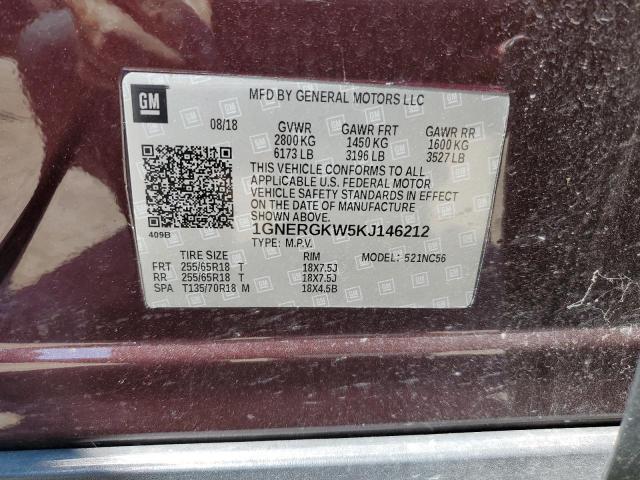 GM
MFD BY GENERAL MOTORS LLC
08/18 GVWR GAWR FRT GAWR RR
2800 KG 1450 KG 1600 KG
6173 LB 3196 LB 3527 LB
THIS VEHICLE CONFORMS TO ALL
APPLICABLE U.S. FEDERAL MOTOR
VEHICLE SAFETY STANDARDS IN EFFECT
ON THE DATE OF MANUFACTURE
SHOWN ABOVE.
1GNERGKW5KJ146212
409B
TYPE: M.P.V.
TIRE SIZE RIM MODEL: 521NC56
FRT 255/65R18 T 18X7.5J
RR 255/65R18 T 18X7.5J
SPA T135/70R18 M 18X4.5B